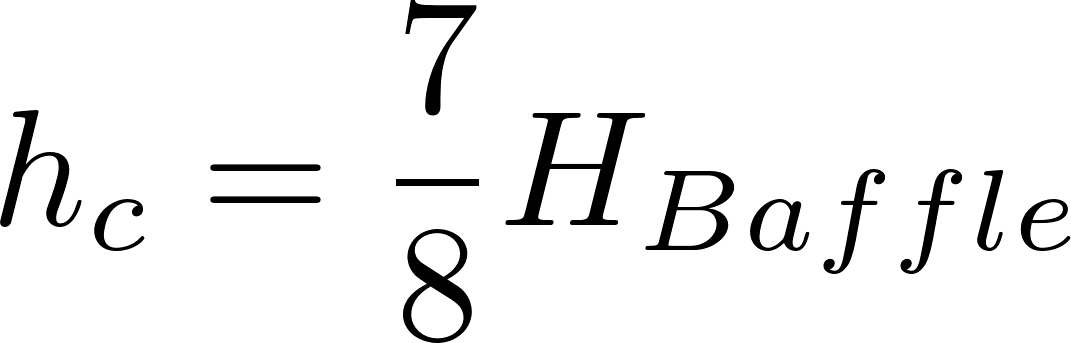 h_c = \frac{7}{8} H_{Baffle}